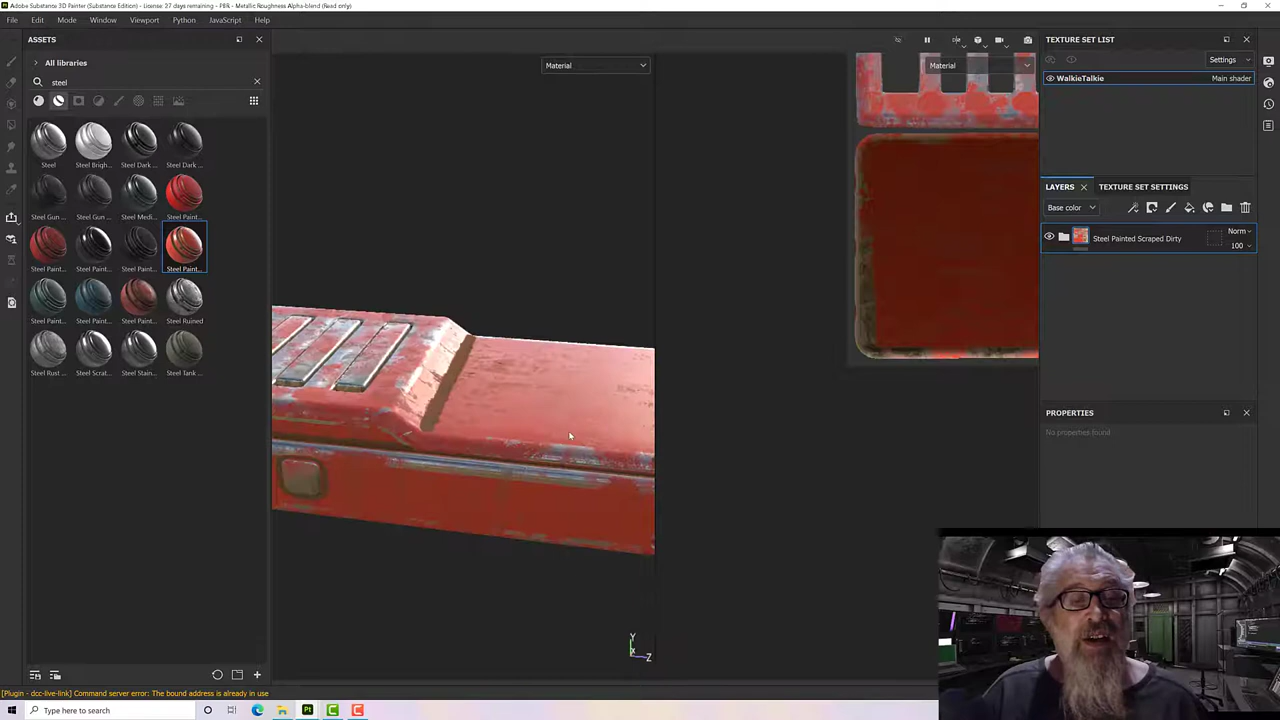 Adobe Substance 3D Painter (Substance Edition) - License: 27 days remaining - PBR - Metallic Roughness Alpha-blend (Read only)
File Edit Mode Window Viewport Python JavaScript Help
ASSETS
All libraries
steel
Steel Steel Brigh... Steel Dark ... Steel Dark ...
Steel Gun ... Steel Gun ... Steel Medi... Steel Paint...
Steel Paint... Steel Paint... Steel Paint... Steel Paint...
Steel Paint... Steel Paint... Steel Paint... Steel Ruined
Steel Rust ... Steel Scrat... Steel Stain... Steel Tank ...
Material
Material
Y
X
Z
TEXTURE SET LIST
Settings
WalkieTalkie Main shader
LAYERS TEXTURE SET SETTINGS
Base color
Steel Painted Scraped Dirty Norm
100
PROPERTIES
No properties found
[Plugin - dcc-live-link] Command server error: The bound address is already in use
Type here to search
Pt
C
C